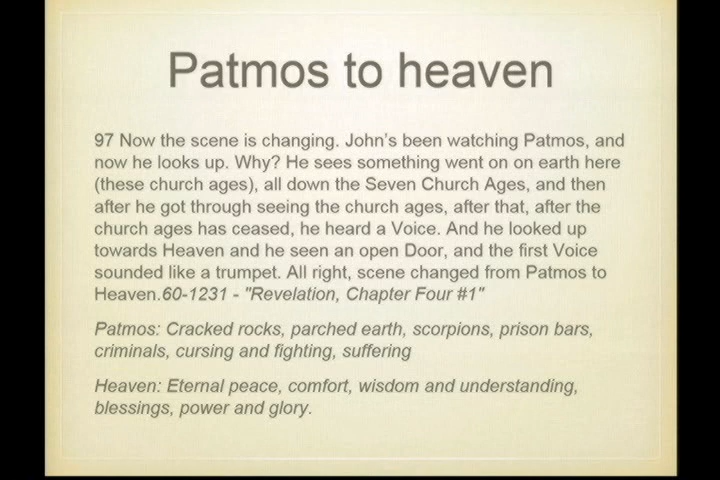 Patmos to heaven
97 Now the scene is changing. John's been watching Patmos, and
now he looks up. Why? He sees something went on on earth here
(these church ages), all down the Seven Church Ages, and then
after he got through seeing the church ages, after that, after the
church ages has ceased, he heard a Voice. And he looked up
towards Heaven and he seen an open Door, and the first Voice
sounded like a trumpet. All right, scene changed from Patmos to
Heaven.60-1231 - "Revelation, Chapter Four #1"
Patmos: Cracked rocks, parched earth, scorpions, prison bars,
criminals, cursing and fighting, suffering
Heaven: Eternal peace, comfort, wisdom and understanding,
blessings, power and glory.